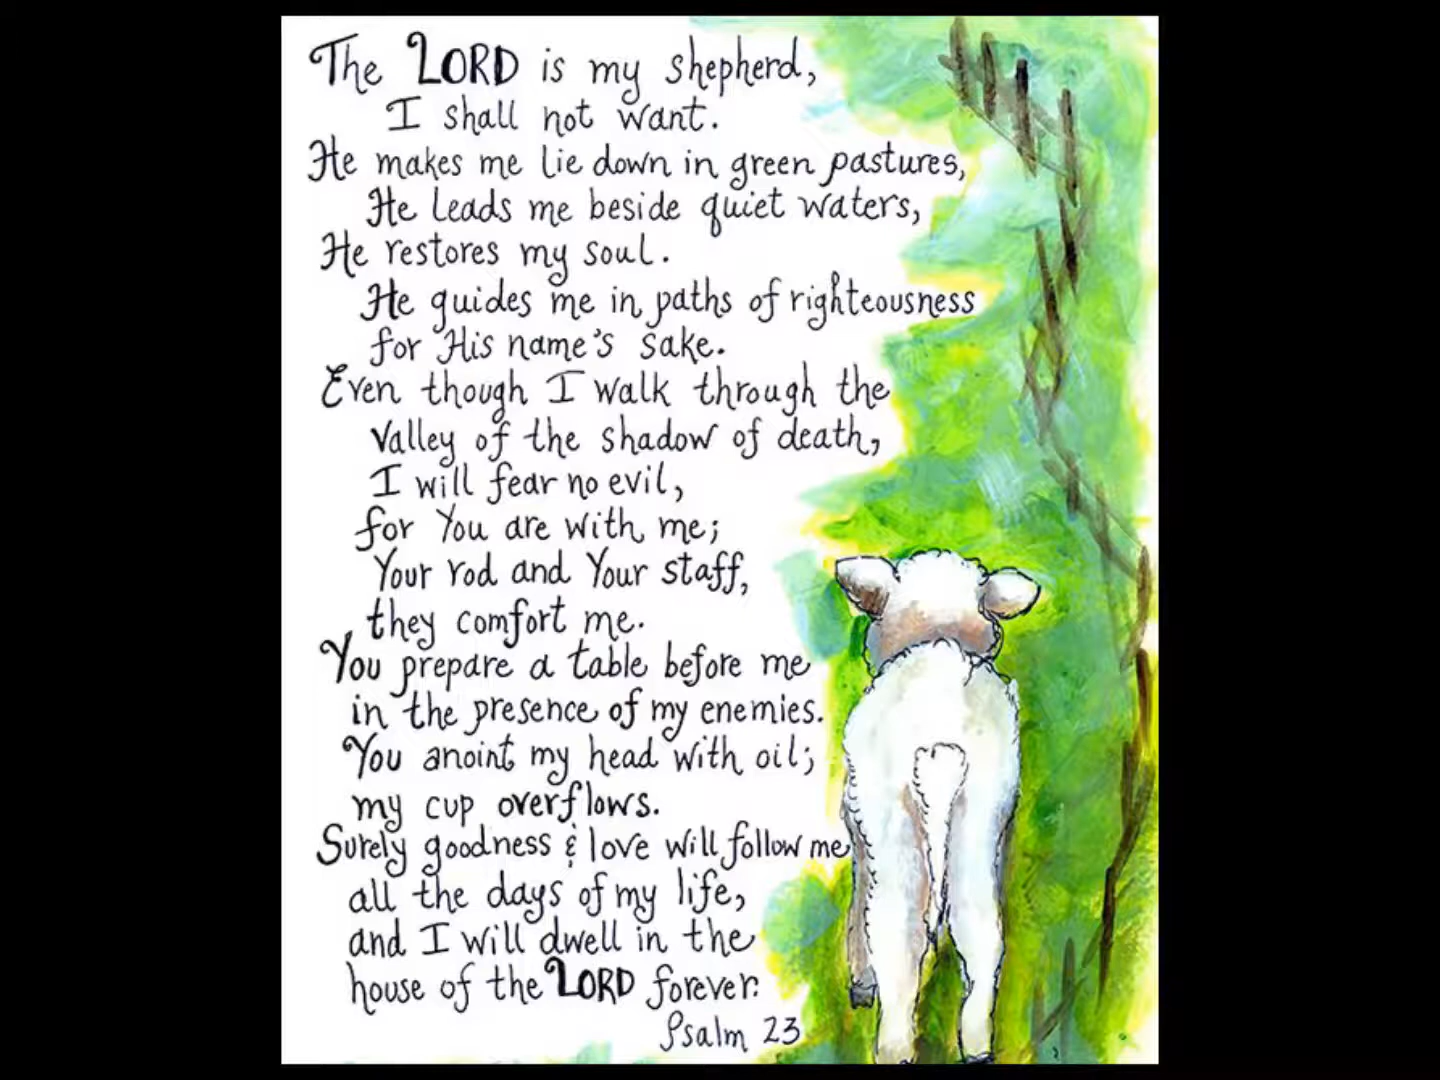 The LORD is my shepherd,
I shall not want.
He makes me lie down in green pastures,
He leads me beside quiet waters,
He restores my soul.
He guides me in paths of righteousness
for His name's sake.
Even though I walk through the
valley of the shadow of death,
I will fear no evil,
for You are with me;
Your rod and Your staff,
they comfort me.
You prepare a table before me
in the presence of my enemies.
You anoint my head with oil;
my cup overflows.
Surely goodness & love will follow me
all the days of my life,
and I will dwell in the
house of the LORD forever.
Psalm 23